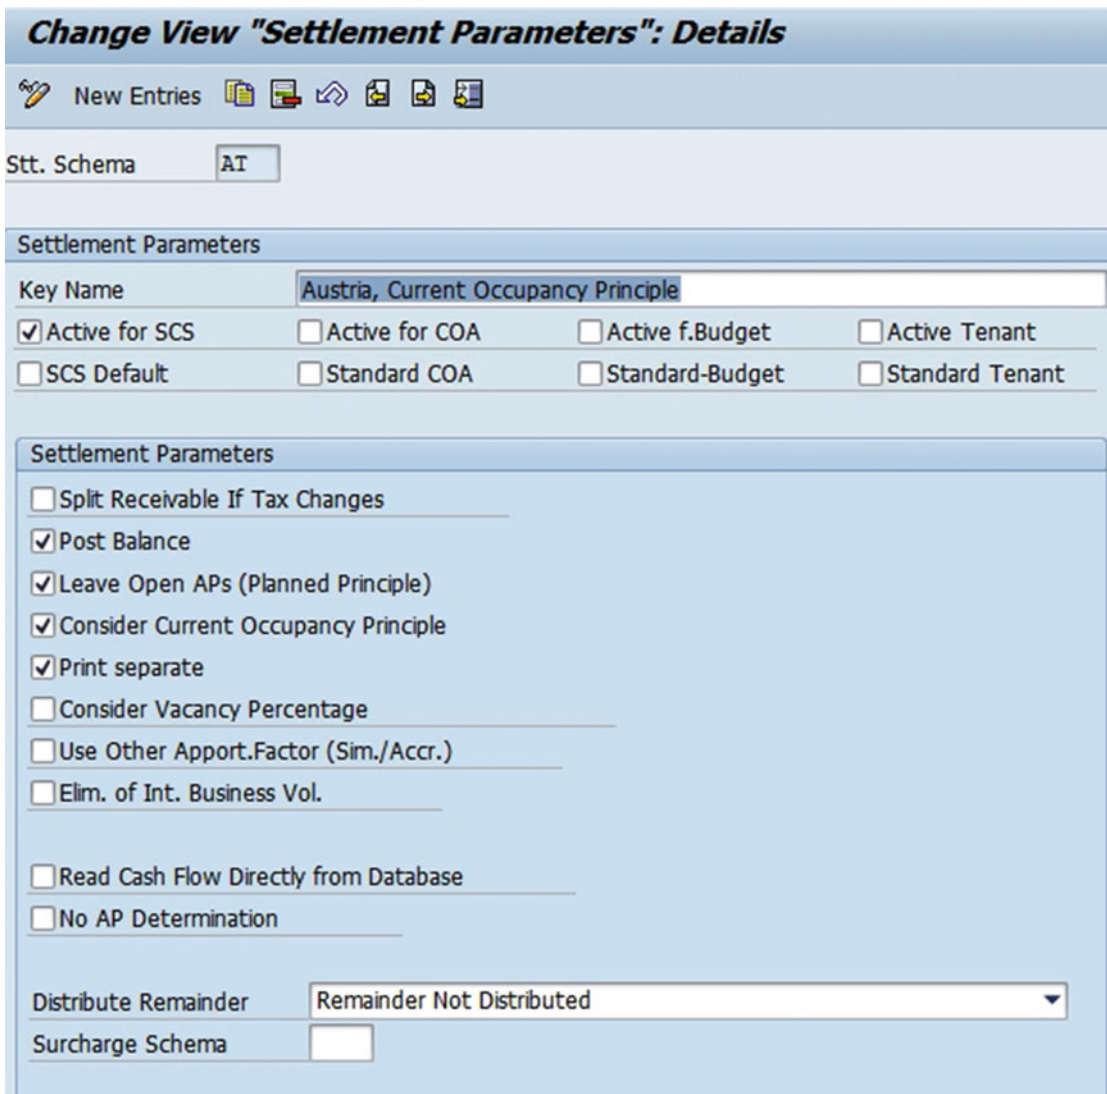 Change View "Settlement Parameters": Details
New Entries
Stt. Schema AT
Settlement Parameters
Key Name Austria, Current Occupancy Principle
Active for SCS Active for COA Active f.Budget Active Tenant
SCS Default Standard COA Standard-Budget Standard Tenant
Settlement Parameters
Split Receivable If Tax Changes
Post Balance
Leave Open APs (Planned Principle)
Consider Current Occupancy Principle
Print separate
Consider Vacancy Percentage
Use Other Apport.Factor (Sim./Accr.)
Elim. of Int. Business Vol.
Read Cash Flow Directly from Database
No AP Determination
Distribute Remainder Remainder Not Distributed
Surcharge Schema